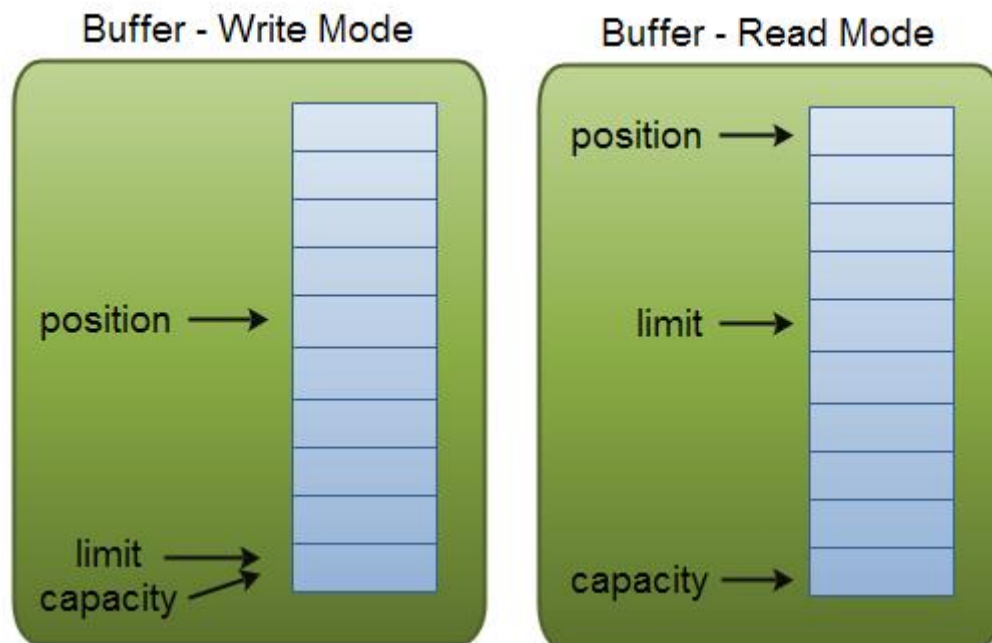 Buffer - Write Mode
position
limit
capacity
Buffer - Read Mode
position
limit
capacity